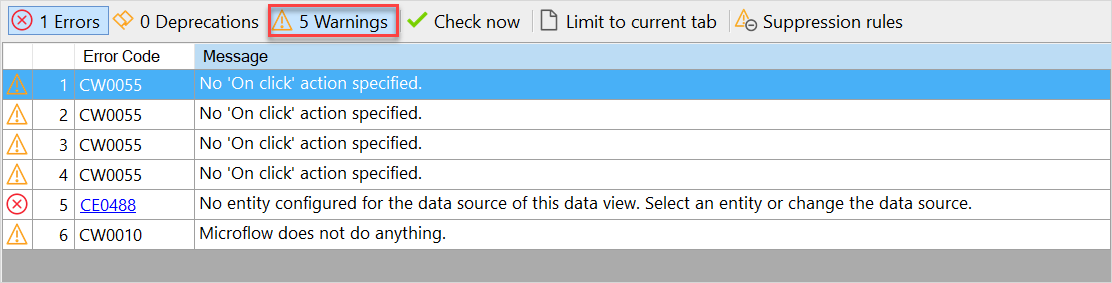 1 Errors 0 Deprecations 5 Warnings Check now Limit to current tab Suppression rules
Error Code Message
1 CW0055 No 'On click' action specified.
2 CW0055 No 'On click' action specified.
3 CW0055 No 'On click' action specified.
4 CW0055 No 'On click' action specified.
5 CE0488 No entity configured for the data source of this data view. Select an entity or change the data source.
6 CW0010 Microflow does not do anything.